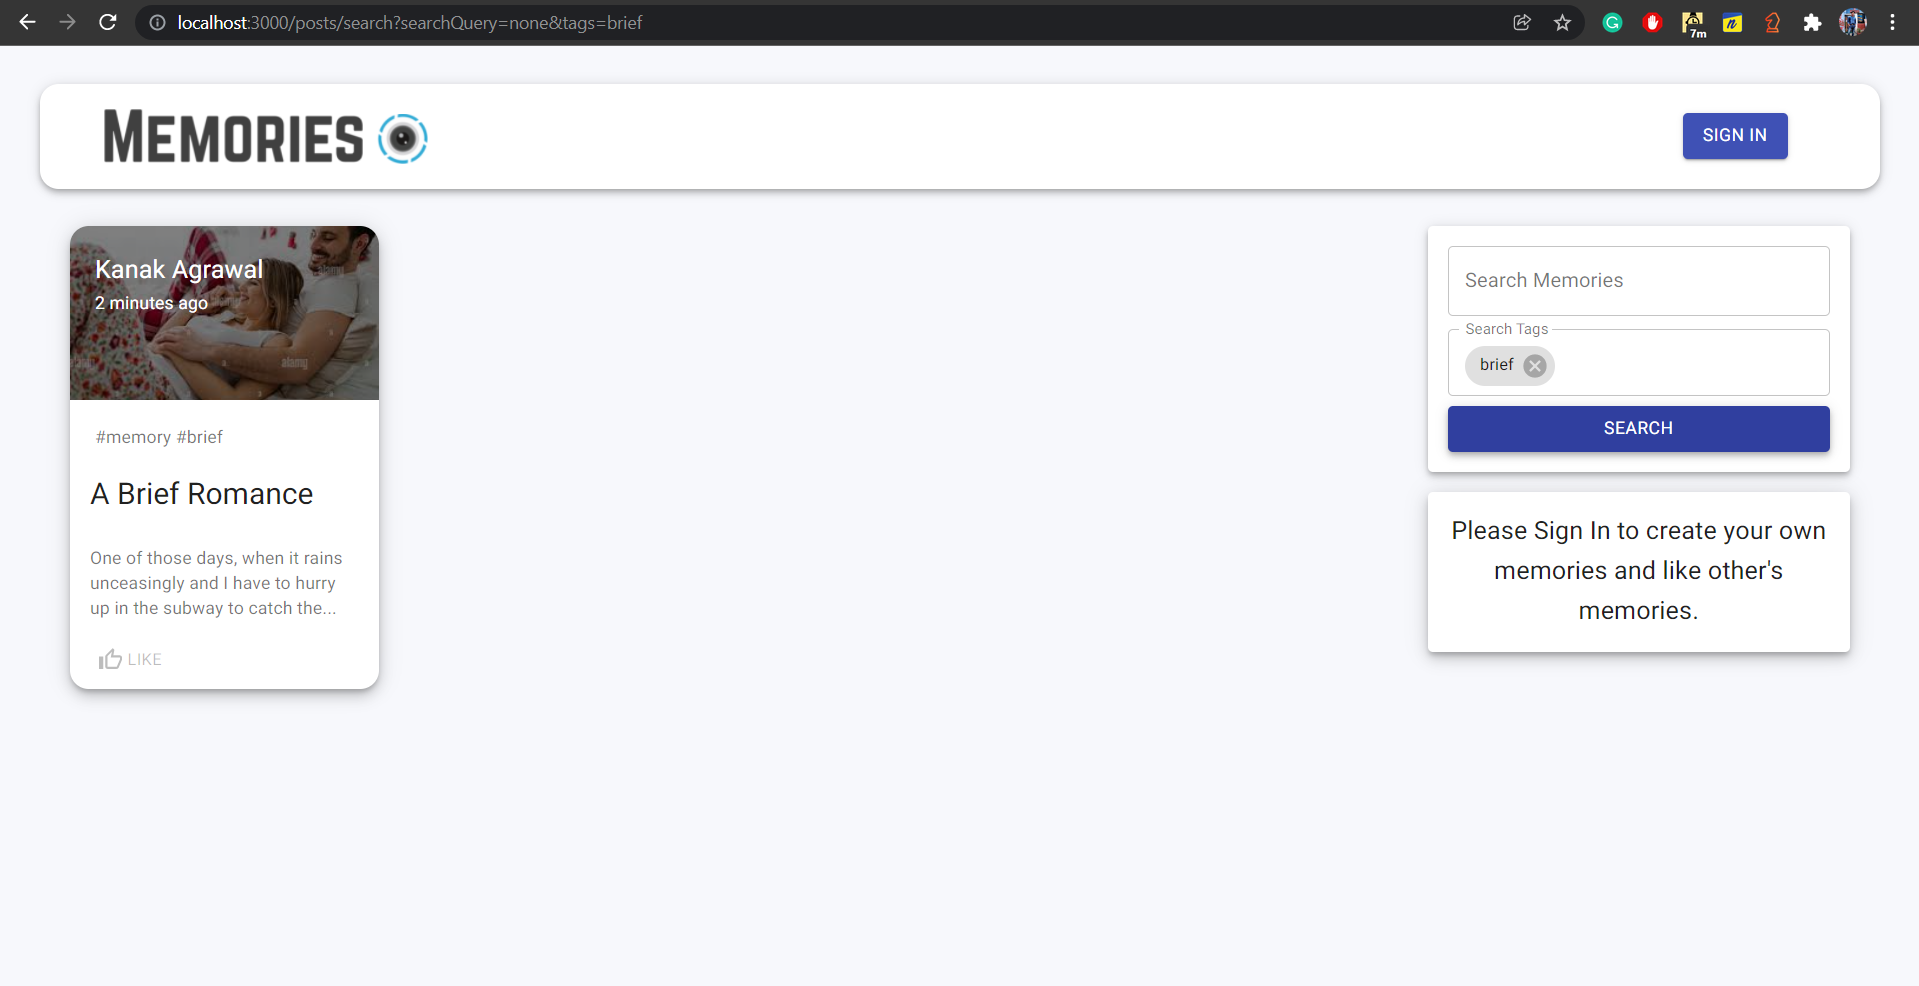 localhost:3000/posts/search?searchQuery=none&tags=brief
7m
MEMORIES
SIGN IN
Kanak Agrawal
2 minutes ago
alamy
#memory #brief
A Brief Romance
One of those days, when it rains
unceasingly and I have to hurry
up in the subway to catch the...
LIKE
Search Memories
Search Tags
brief
SEARCH
Please Sign In to create your own
memories and like other's
memories.